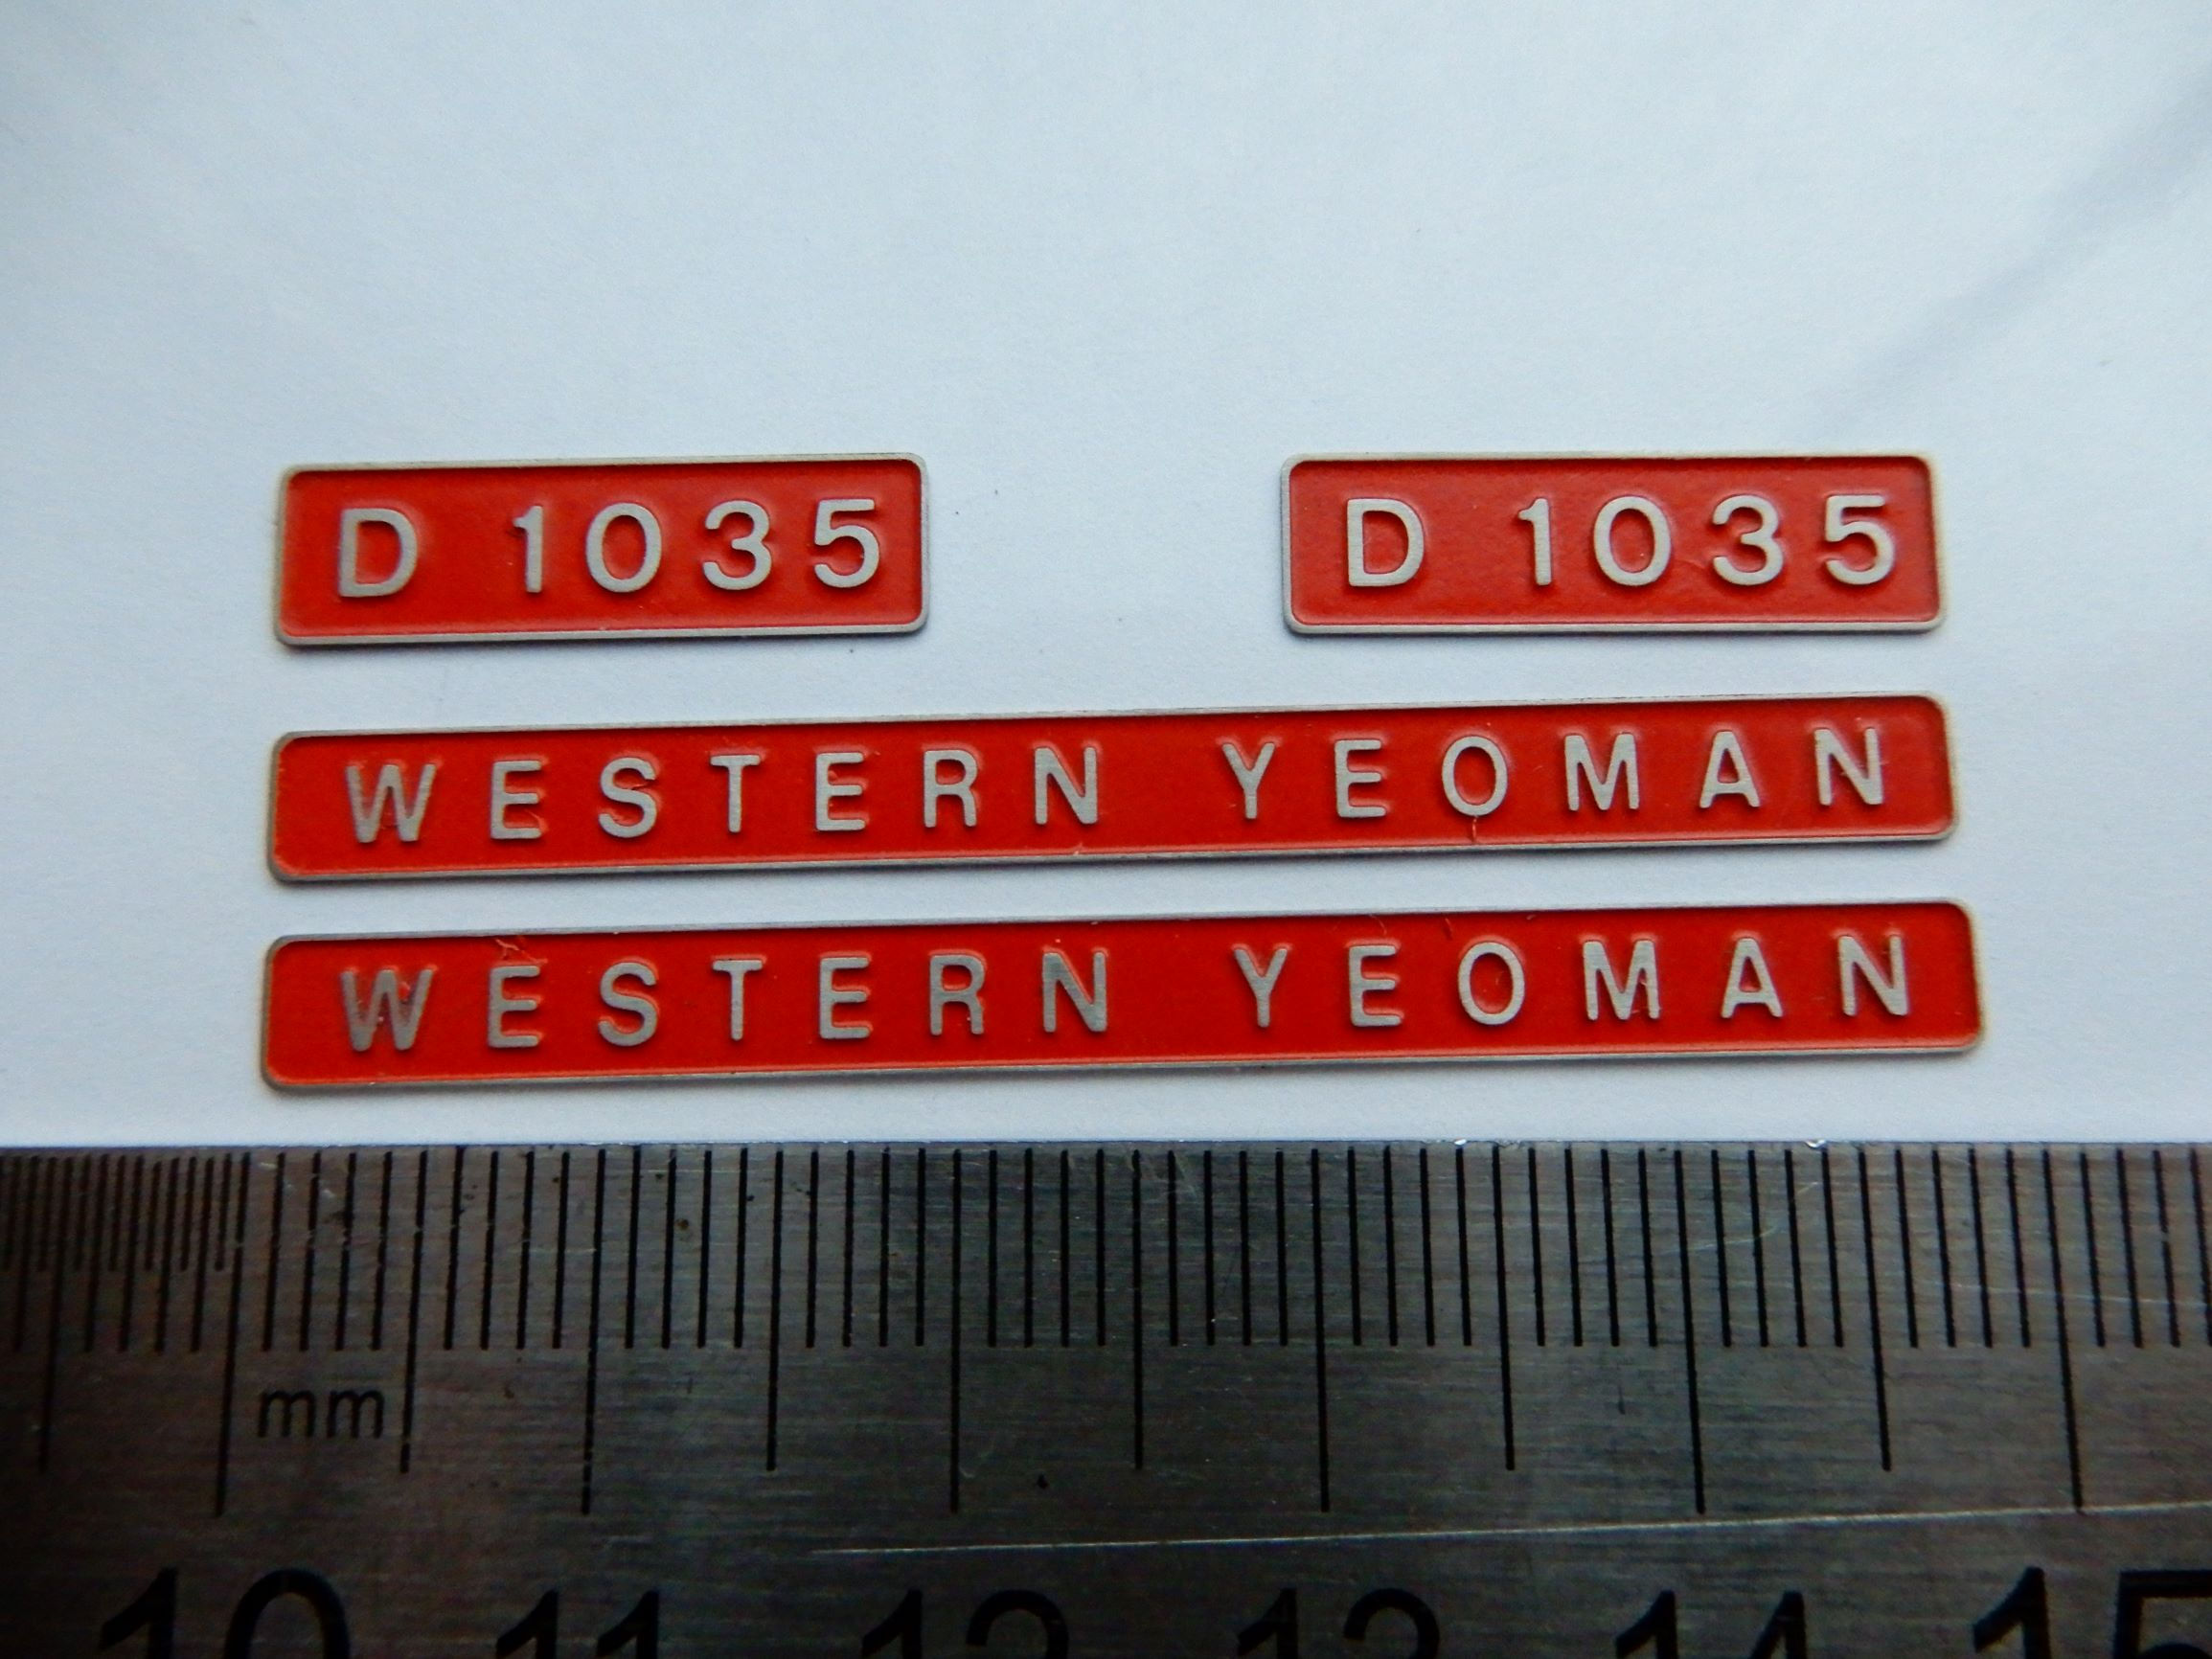 D 1035 D 1035
WESTERN YEOMAN
WESTERN YEOMAN
mm
10 11 12 13 14 15